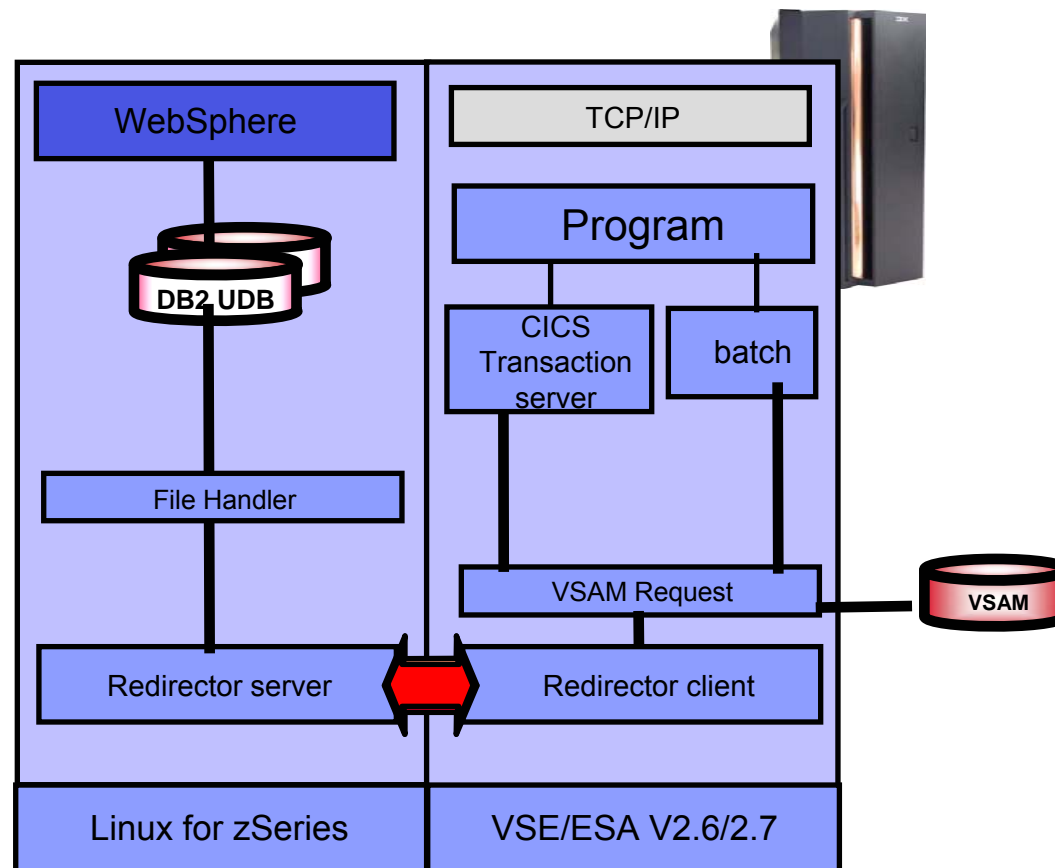 IBM
WebSphere
TCP/IP
Program
DB2 UDB
CICS
Transaction
server
batch
File Handler
VSAM Request
VSAM
Redirector server
Redirector client
Linux for zSeries
VSE/ESA V2.6/2.7